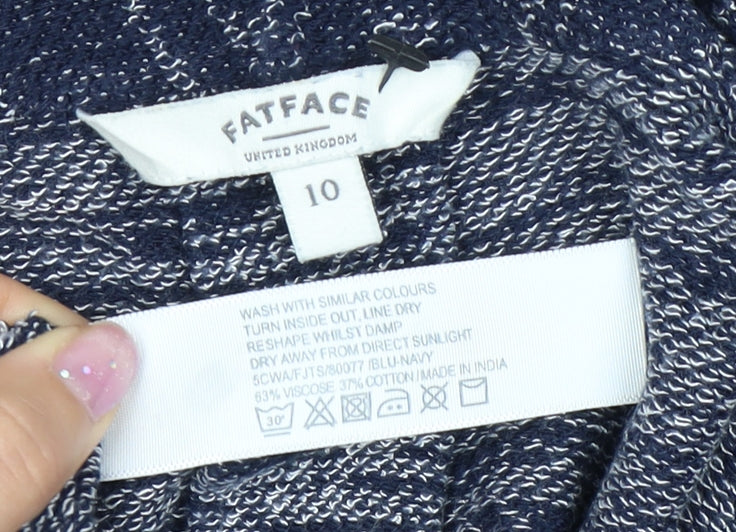 FATFACE
UNITED KINGDOM
10
WASH WITH SIMILAR COLOURS
TURN INSIDE OUT, LINE DRY
RESHAPE WHILST DAMP
DRY AWAY FROM DIRECT SUNLIGHT
5CWA/FJTS/80077 /BLU-NAVY
63% VISCOSE 37% COTTON / MADE IN INDIA
30°